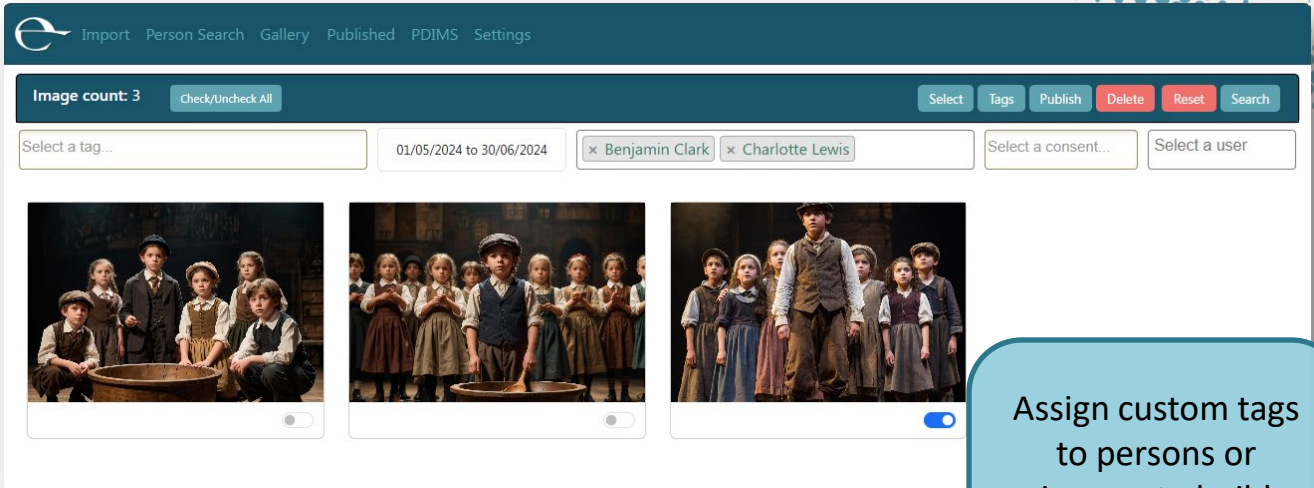 Import Person Search Gallery Published PDIMS Settings
Image count: 3 Check/Uncheck All Select Tags Publish Delete Reset Search
Select a tag... 01/05/2024 to 30/06/2024 × Benjamin Clark × Charlotte Lewis Select a consent... Select a user
Assign custom tags
to persons or